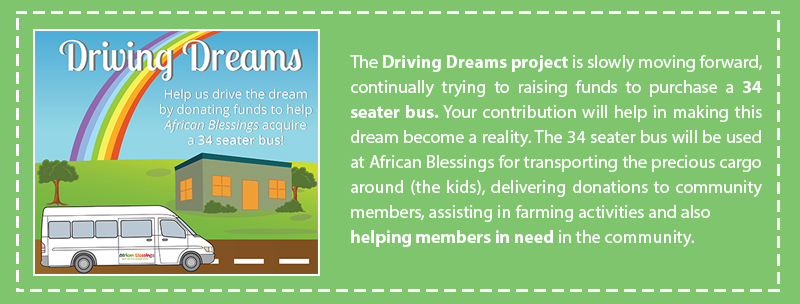 Driving Dreams
Help us drive the dream
by donating funds to help
African Blessings acquire
a 34 seater bus!
African Blessings
The Driving Dreams project is slowly moving forward,
continually trying to raising funds to purchase a 34
seater bus. Your contribution will help in making this
dream become a reality. The 34 seater bus will be used
at African Blessings for transporting the precious cargo
around (the kids), delivering donations to community
members, assisting in farming activities and also
helping members in need in the community.